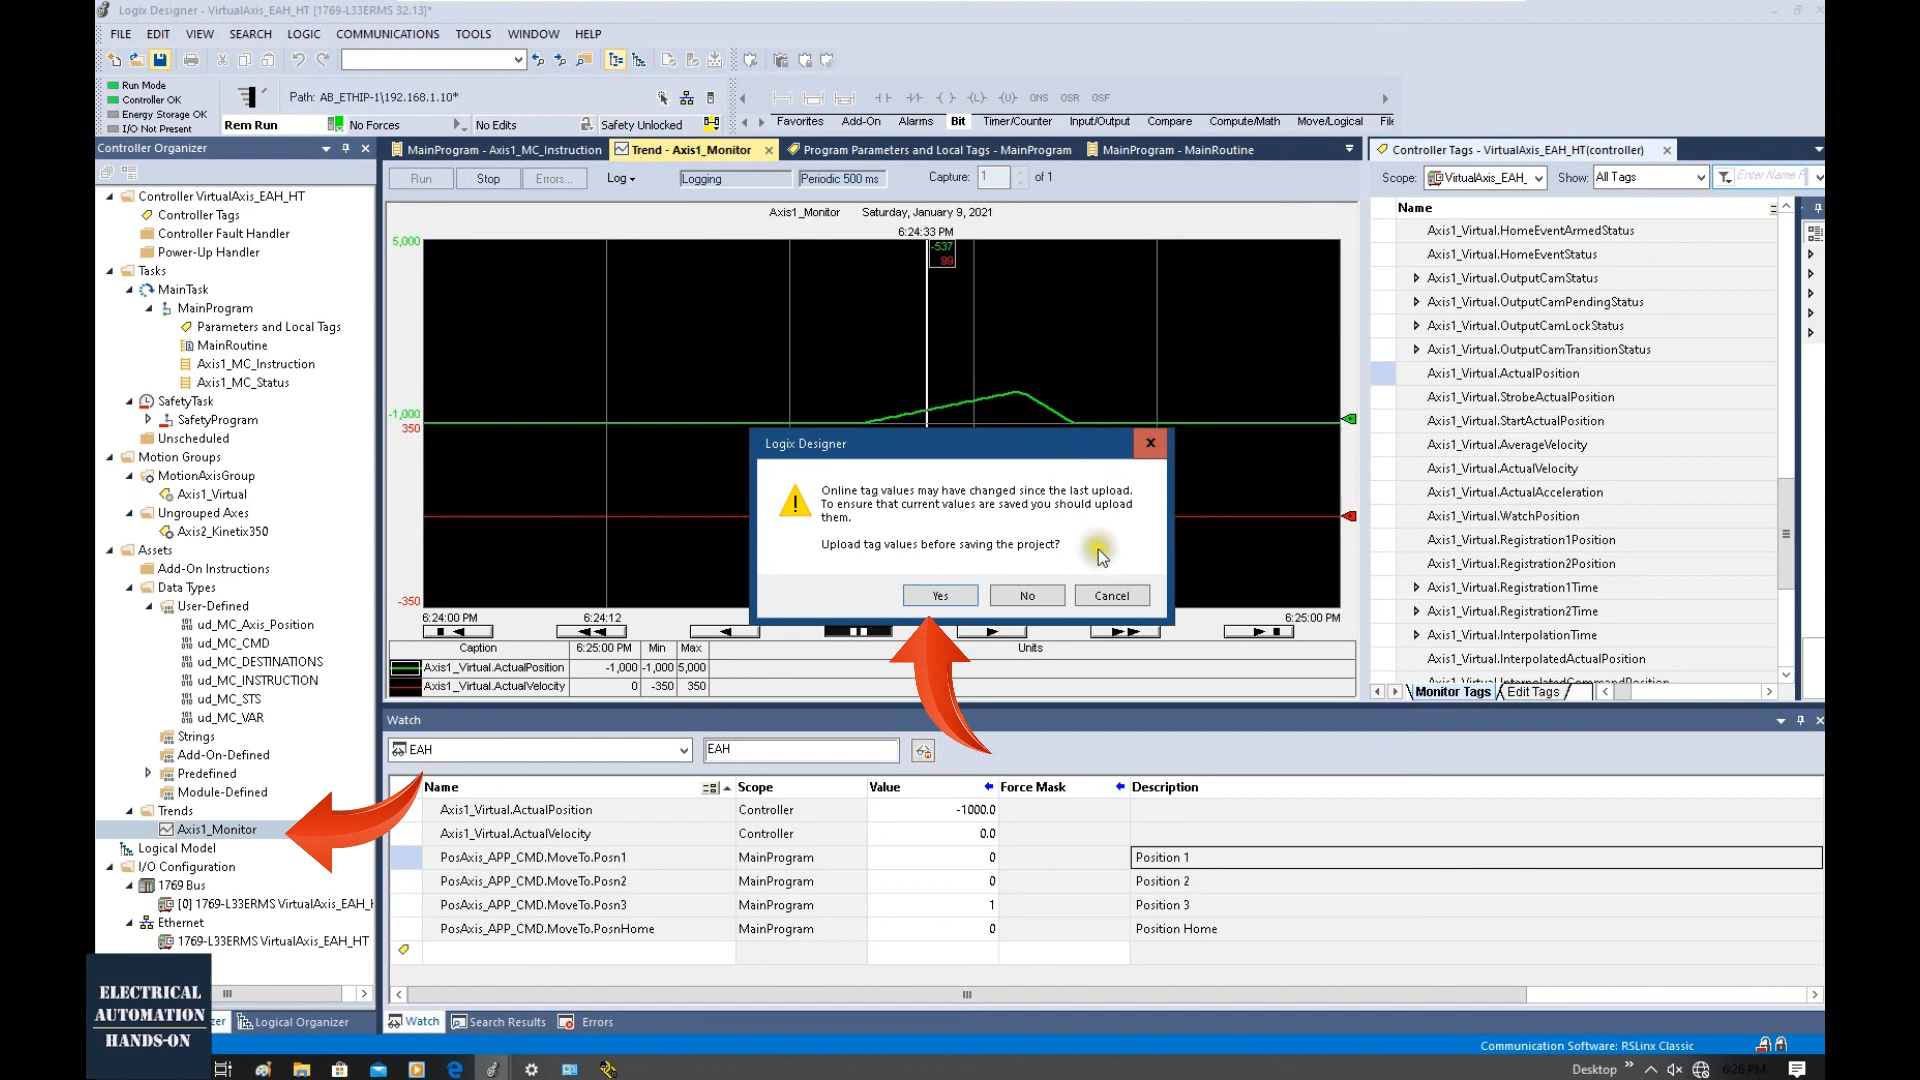 Logix Designer - VirtualAxis_EAH_HT [1769-L33ERMS 32.13]*
FILE EDIT VIEW SEARCH LOGIC COMMUNICATIONS TOOLS WINDOW HELP
Run Mode
Controller OK
Energy Storage OK
I/O Not Present
Path: AB_ETHIP-1\192.168.1.10*
Rem Run No Forces No Edits Safety Unlocked
ONS OSR OSF
Favorites Add-On Alarms Bit Timer/Counter Input/Output Compare Compute/Math Move/Logical
Controller Organizer
Controller VirtualAxis_EAH_HT
Controller Tags
Controller Fault Handler
Power-Up Handler
Tasks
MainTask
MainProgram
Parameters and Local Tags
MainRoutine
Axis1_MC_Instruction
Axis1_MC_Status
SafetyTask
SafetyProgram
Unscheduled
Motion Groups
MotionAxisGroup
Axis1_Virtual
Ungrouped Axes
Axis2_Kinetix350
Assets
Add-On Instructions
Data Types
User-Defined
ud_MC_Axis_Position
ud_MC_CMD
ud_MC_DESTINATIONS
ud_MC_INSTRUCTION
ud_MC_STS
ud_MC_VAR
Strings
Add-On-Defined
Predefined
Module-Defined
Trends
Axis1_Monitor
Logical Model
I/O Configuration
1769 Bus
[0] 1769-L33ERMS VirtualAxis_EAH_H
Ethernet
1769-L33ERMS VirtualAxis_EAH_HT
Logical Organizer
MainProgram - Axis1_MC_Instruction Trend - Axis1_Monitor Program Parameters and Local Tags - MainProgram MainProgram - MainRoutine
Run Stop Errors... Log Logging Periodic 500 ms Capture: 1 of 1
Axis1_Monitor Saturday, January 9, 2021
6:24:33 PM
5,000
-537
99
-1,000
350
-350
6:24:00 PM 6:24:12 6:25:00 PM
Caption 6:25:00 PM Min Max Units
Axis1_Virtual.ActualPosition -1,000 -1,000 5,000
Axis1_Virtual.ActualVelocity 0 -350 350
Logix Designer
Online tag values may have changed since the last upload.
To ensure that current values are saved you should upload
them.
Upload tag values before saving the project?
Yes No Cancel
Controller Tags - VirtualAxis_EAH_HT(controller)
Scope: VirtualAxis_EAH_ Show: All Tags Enter Name F
Name
Axis1_Virtual.HomeEventArmedStatus
Axis1_Virtual.HomeEventStatus
Axis1_Virtual.OutputCamStatus
Axis1_Virtual.OutputCamPendingStatus
Axis1_Virtual.OutputCamLockStatus
Axis1_Virtual.OutputCamTransitionStatus
Axis1_Virtual.ActualPosition
Axis1_Virtual.StrobeActualPosition
Axis1_Virtual.StartActualPosition
Axis1_Virtual.AverageVelocity
Axis1_Virtual.ActualVelocity
Axis1_Virtual.ActualAcceleration
Axis1_Virtual.WatchPosition
Axis1_Virtual.Registration1Position
Axis1_Virtual.Registration2Position
Axis1_Virtual.Registration1Time
Axis1_Virtual.Registration2Time
Axis1_Virtual.InterpolationTime
Axis1_Virtual.InterpolatedActualPosition
Monitor Tags Edit Tags
Watch
EAH EAH
Name Scope Value Force Mask Description
Axis1_Virtual.ActualPosition Controller -1000.0
Axis1_Virtual.ActualVelocity Controller 0.0
PosAxis_APP_CMD.MoveTo.Posn1 MainProgram 0 Position 1
PosAxis_APP_CMD.MoveTo.Posn2 MainProgram 0 Position 2
PosAxis_APP_CMD.MoveTo.Posn3 MainProgram 1 Position 3
PosAxis_APP_CMD.MoveTo.PosnHome MainProgram 0 Position Home
Watch Search Results Errors
Communication Software: RSLinx Classic
ELECTRICAL
AUTOMATION
HANDS-ON
Desktop 6:26 PM